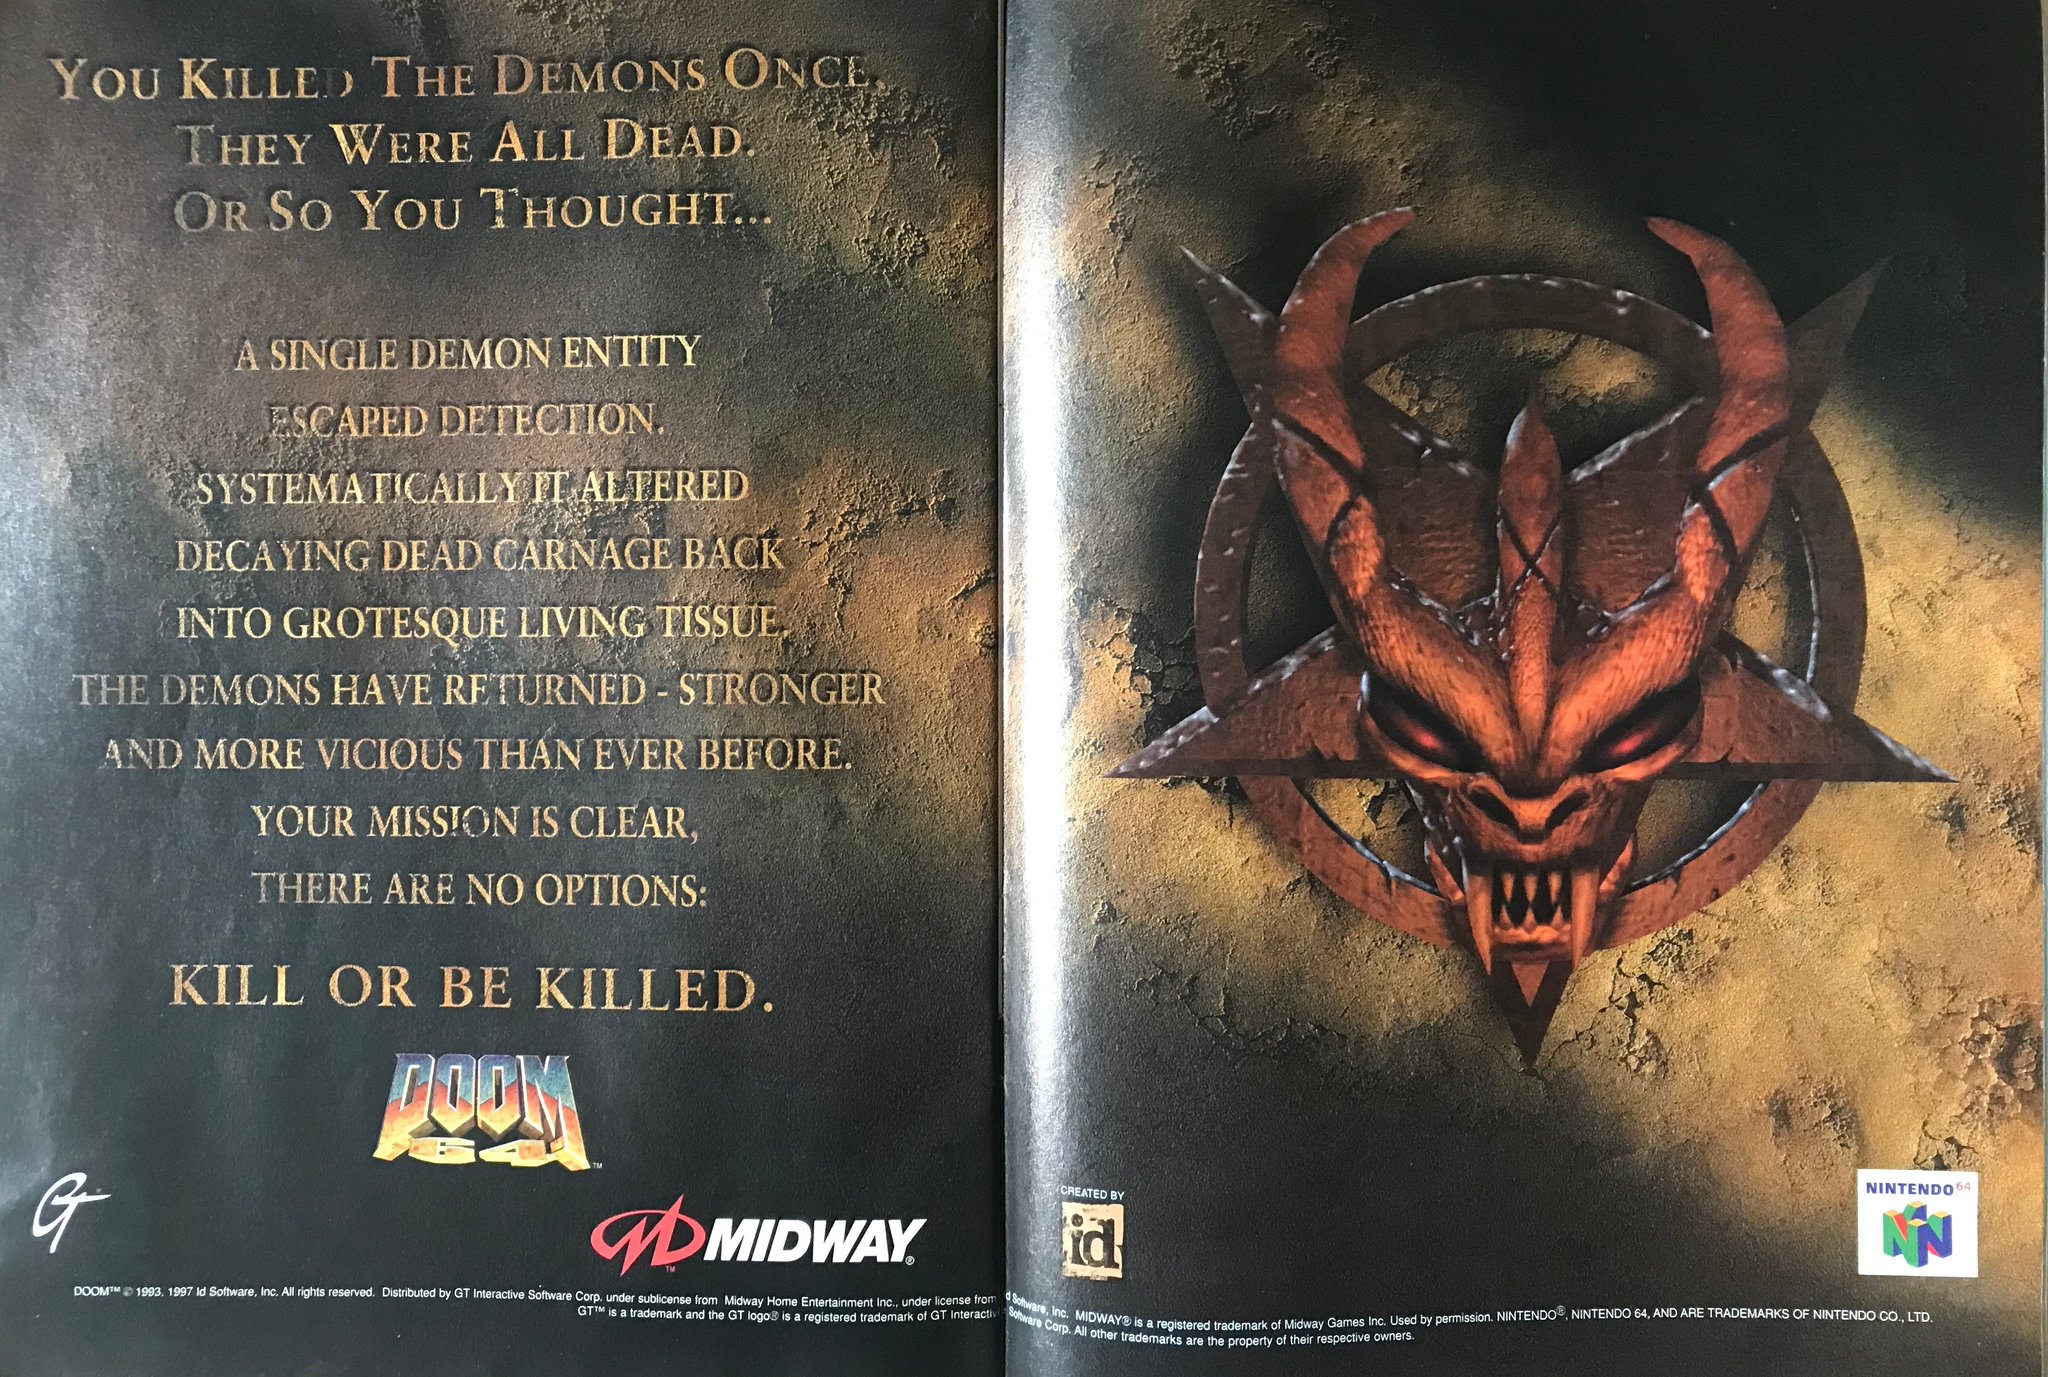 YOU KILLED THE DEMONS ONCE.
THEY WERE ALL DEAD.
OR SO YOU THOUGHT...
A SINGLE DEMON ENTITY
ESCAPED DETECTION.
SYSTEMATICALLY IT ALTERED
DECAYING DEAD CARNAGE BACK
INTO GROTESQUE LIVING TISSUE.
THE DEMONS HAVE RETURNED - STRONGER
AND MORE VICIOUS THAN EVER BEFORE.
YOUR MISSION IS CLEAR,
THERE ARE NO OPTIONS:
KILL OR BE KILLED.
DOOM
64™
GT
MIDWAY®
DOOM™ © 1993, 1997 Id Software, Inc. All rights reserved. Distributed by GT Interactive Software Corp. under sublicense from Midway Home Entertainment Inc., under license from
GT™ is a trademark and the GT logo® is a registered trademark of GT Interactiv
CREATED BY
id
NINTENDO 64
d Software, Inc. MIDWAY® is a registered trademark of Midway Games Inc. Used by permission. NINTENDO®, NINTENDO 64, AND ARE TRADEMARKS OF NINTENDO CO., LTD.
Software Corp. All other trademarks are the property of their respective owners.